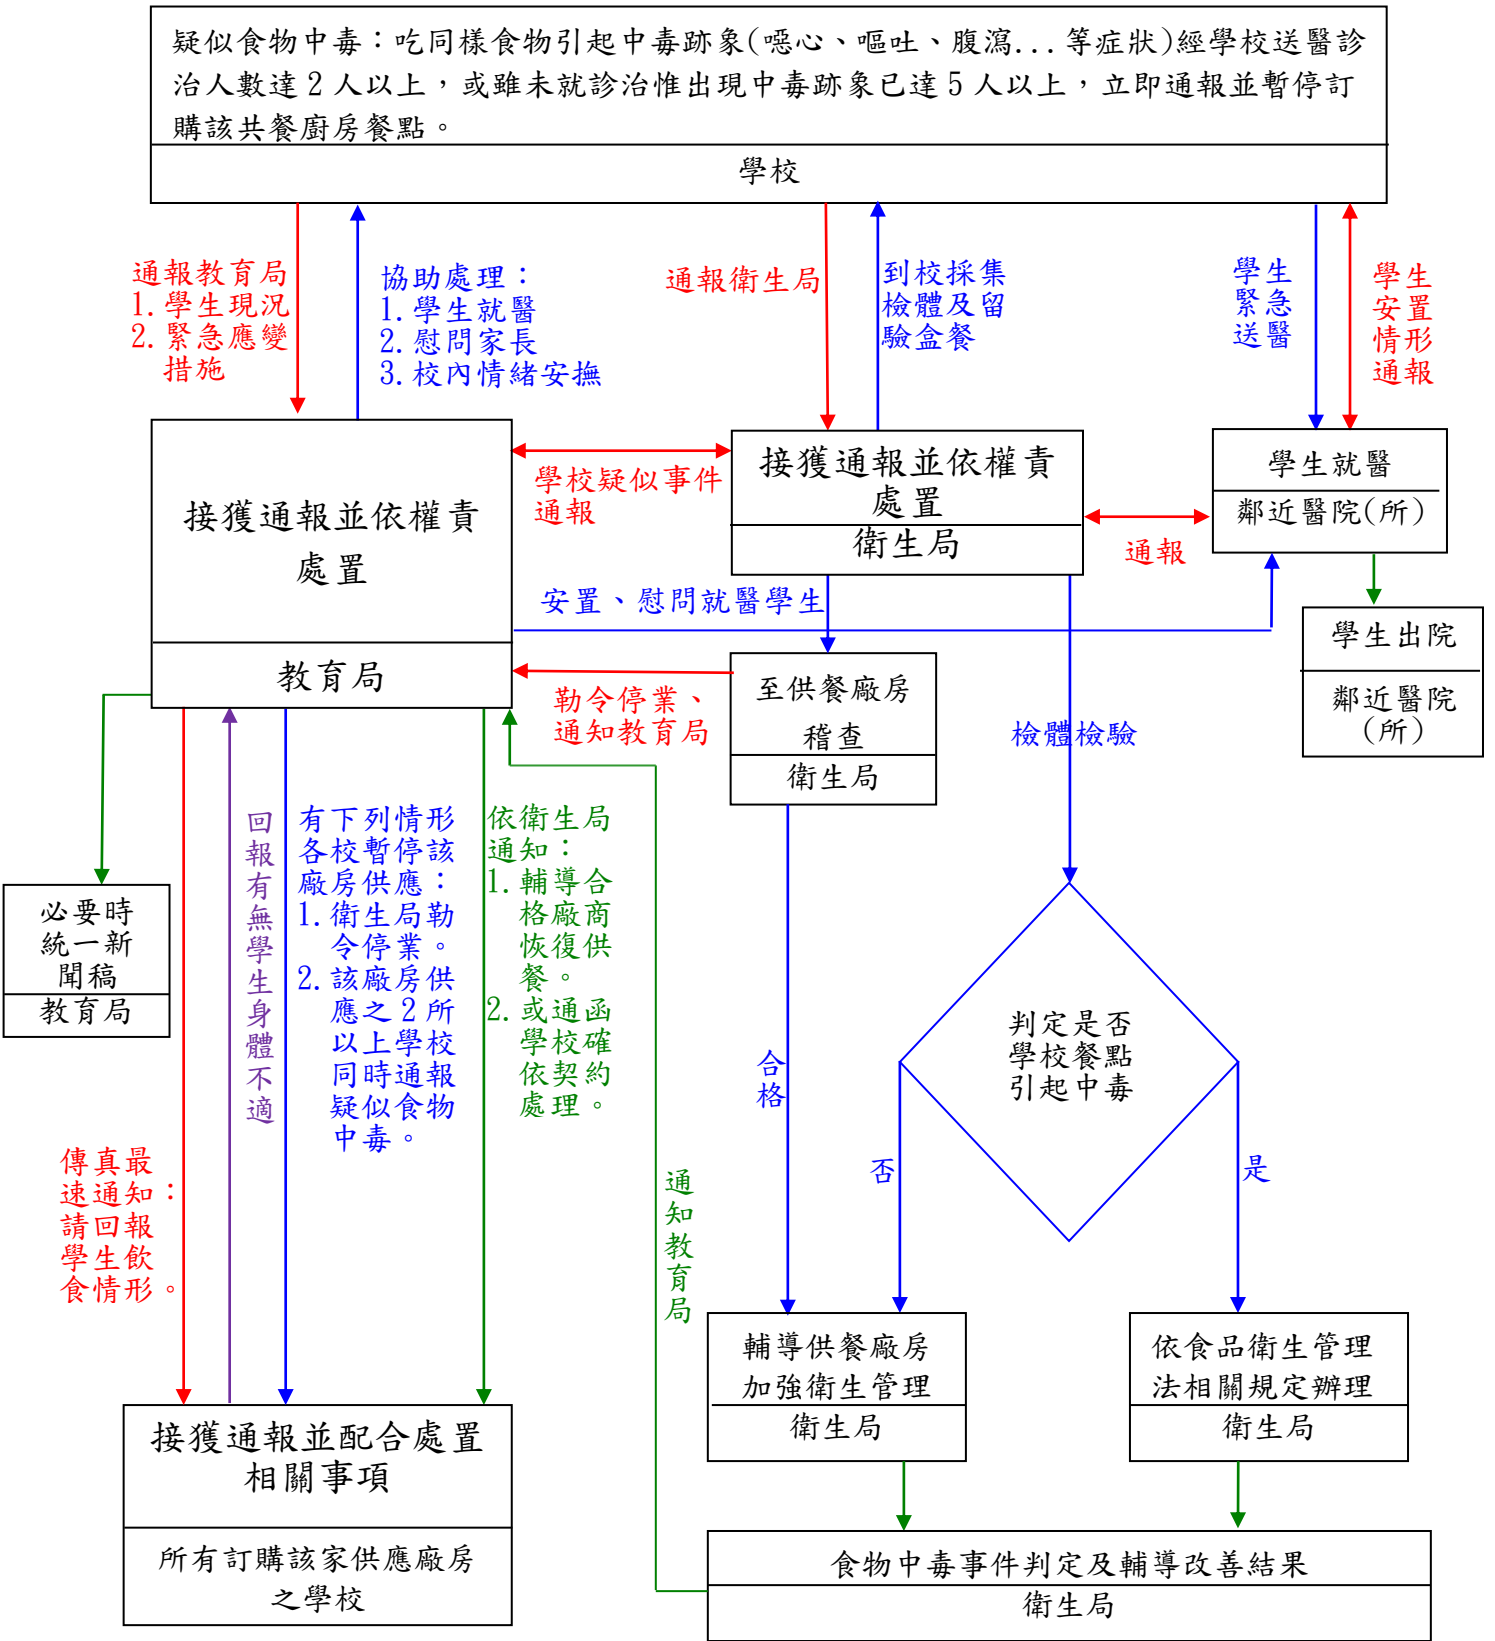 疑似食物中毒：吃同樣食物引起中毒跡象(噁心、嘔吐、腹瀉...等症狀)經學校送醫診
治人數達2人以上，或雖未就診治惟出現中毒跡象已達5人以上，立即通報並暫停訂
購該共餐廚房餐點。
學校
通報教育局
1.學生現況
2.緊急應變
措施
協助處理：
1.學生就醫
2.慰問家長
3.校內情緒安撫
通報衛生局
到校採集
檢體及留
驗盒餐
學生
緊急
送醫
學生
安置
情形
通報
接獲通報並依權責
處置
教育局
學校疑似事件
通報
接獲通報並依權責
處置
衛生局
通報
學生就醫
鄰近醫院(所)
安置、慰問就醫學生
學生出院
鄰近醫院
(所)
勒令停業、
通知教育局
至供餐廠房
稽查
衛生局
檢體檢驗
必要時
統一新
聞稿
教育局
回
報
有
無
學
生
身
體
不
適
有下列情形
各校暫停該
廠房供應：
1.衛生局勒
令停業。
2.該廠房供
應之2所
以上學校
同時通報
疑似食物
中毒。
依衛生局
通知：
1.輔導合
格廠商
恢復供
餐。
2.或通函
學校確
依契約
處理。
合
格
判定是否
學校餐點
引起中毒
否
是
傳真最
速通知：
請回報
學生飲
食情形。
通
知
教
育
局
輔導供餐廠房
加強衛生管理
衛生局
依食品衛生管理
法相關規定辦理
衛生局
接獲通報並配合處置
相關事項
所有訂購該家供應廠房
之學校
食物中毒事件判定及輔導改善結果
衛生局